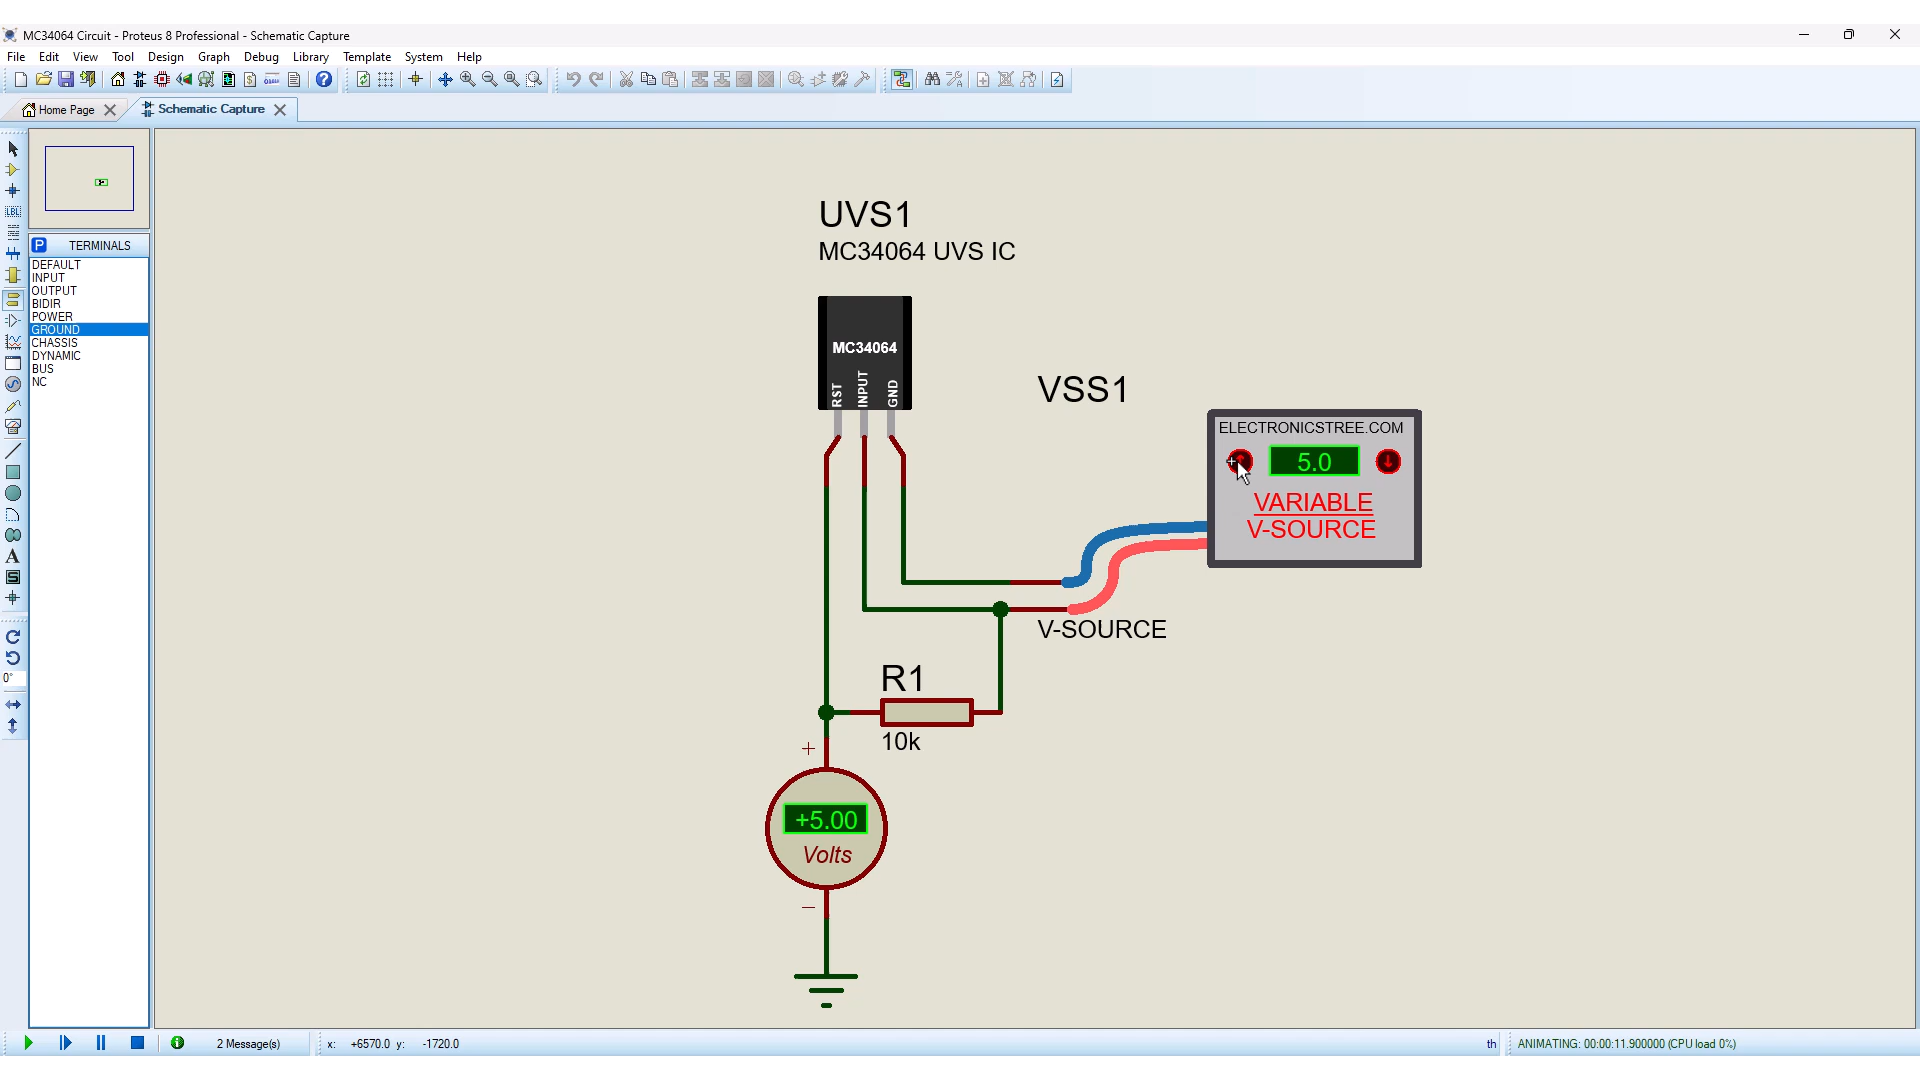 MC34064 Circuit - Proteus 8 Professional - Schematic Capture
File Edit View Tool Design Graph Debug Library Template System Help
Home Page Schematic Capture
LBL
P TERMINALS
DEFAULT
INPUT
OUTPUT
BIDIR
POWER
GROUND
CHASSIS
DYNAMIC
BUS
NC
A
S
0°
UVS1
MC34064 UVS IC
MC34064
RST
INPUT
GND
VSS1
ELECTRONICSTREE.COM
5.0
VARIABLE
V-SOURCE
V-SOURCE
R1
10k
+
+5.00
Volts
−
2 Message(s) x: +6570.0 y: -1720.0 th ANIMATING: 00:00:11.900000 (CPU load 0%)